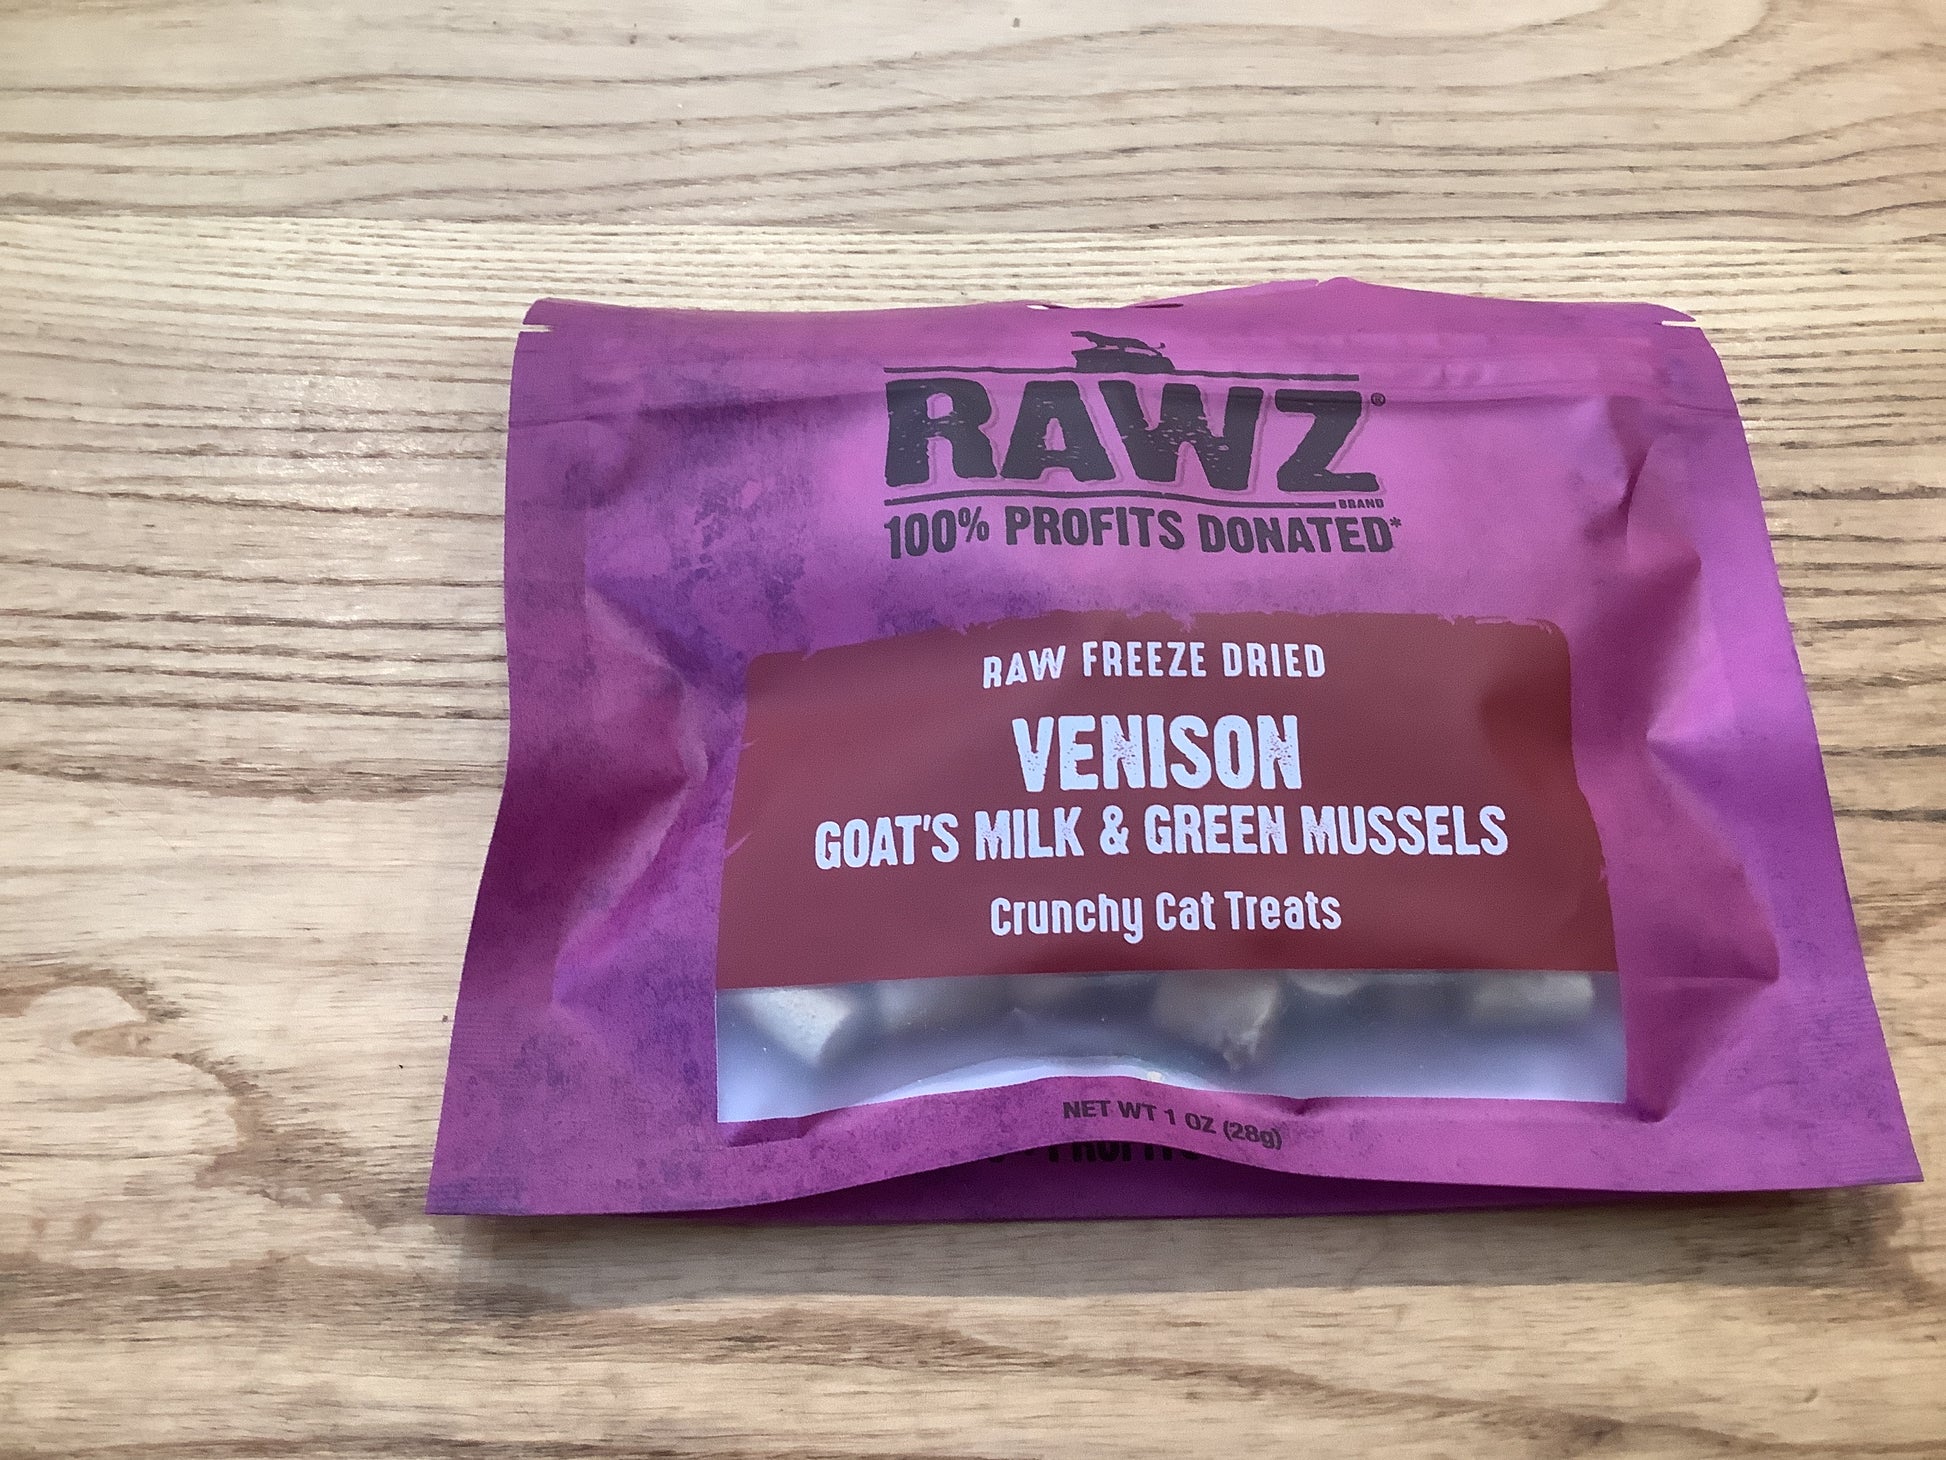 RAWZ®
BRAND
100% PROFITS DONATED*
RAW FREEZE DRIED
VENISON
GOAT'S MILK & GREEN MUSSELS
Crunchy Cat Treats
NET WT 1 OZ (28g)